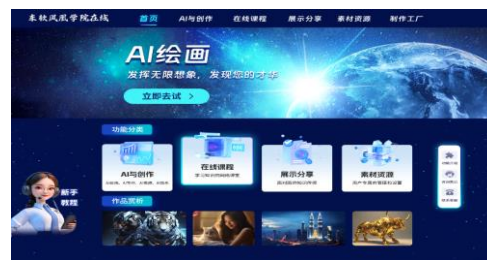 东软凤凰学院在线
首页 AI与创作 在线课程 展示分享 素材资源 制作工厂
AI绘画
发挥无限想象，发现您的才华
立即去试 >
功能分类
AI与创作
在线课程
展示分享
素材资源
新手
教程
作品赏析